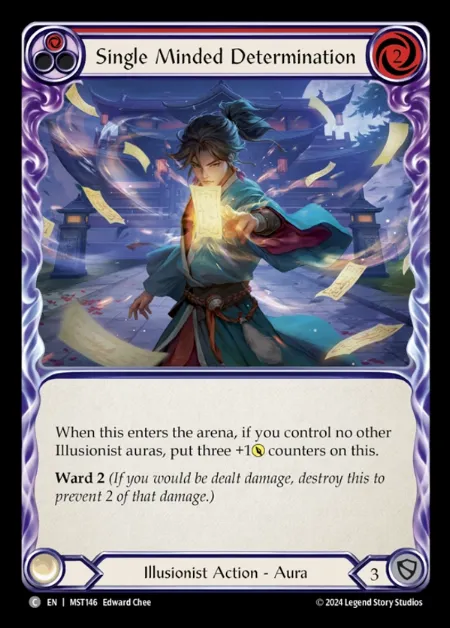 Single Minded Determination
2
When this enters the arena, if you control no other
Illusionist auras, put three +1 counters on this.
Ward 2 (If you would be dealt damage, destroy this to
prevent 2 of that damage.)
Illusionist Action - Aura
3
C EN | MST146 Edward Chee
© 2024 Legend Story Studios